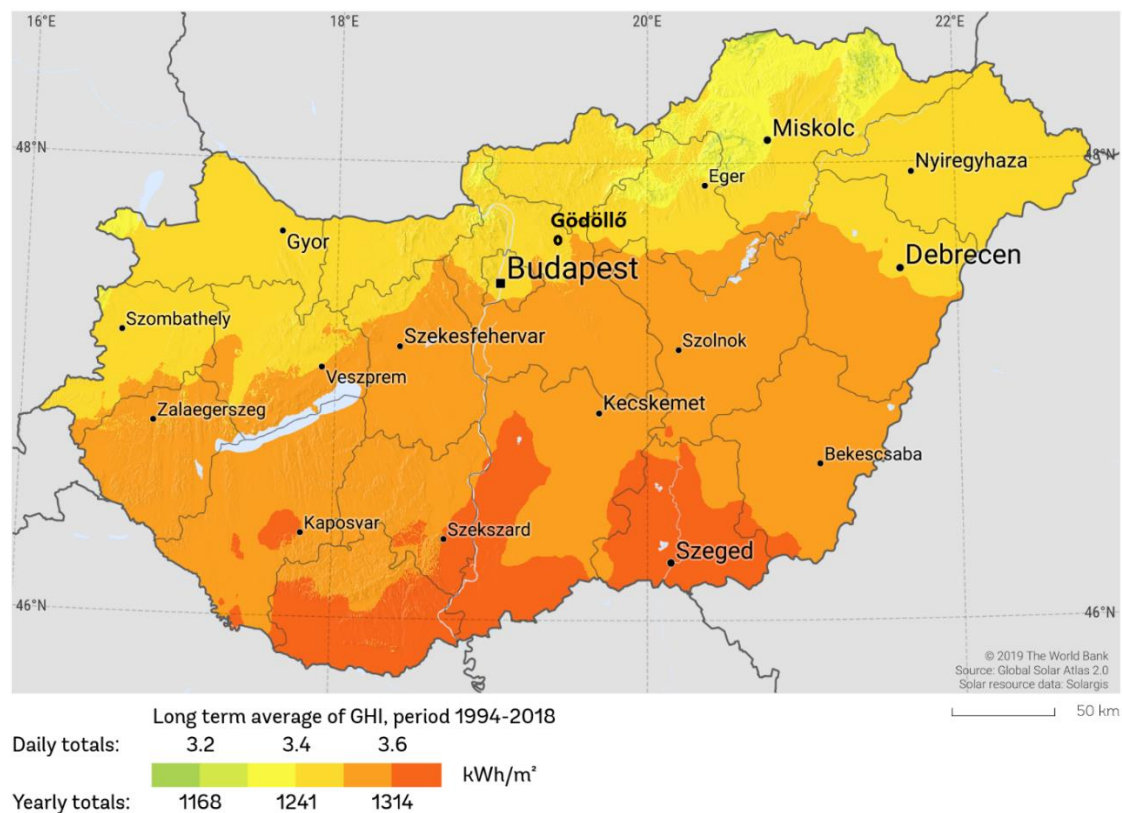 16°E 18°E 20°E 22°E
48°N 48°N
Miskolc
Nyiregyhaza
Eger
Gödöllő
Gyor
Debrecen
Budapest
Szombathely
Szekesfehervar
Szolnok
Veszprem
Zalaegerszeg
Kecskemet
Bekescsaba
Kaposvar
Szekszard
Szeged
46°N 46°N
© 2019 The World Bank
Source: Global Solar Atlas 2.0
Solar resource data: Solargis
50 km
Long term average of GHI, period 1994-2018
Daily totals: 3.2 3.4 3.6
kWh/m²
Yearly totals: 1168 1241 1314